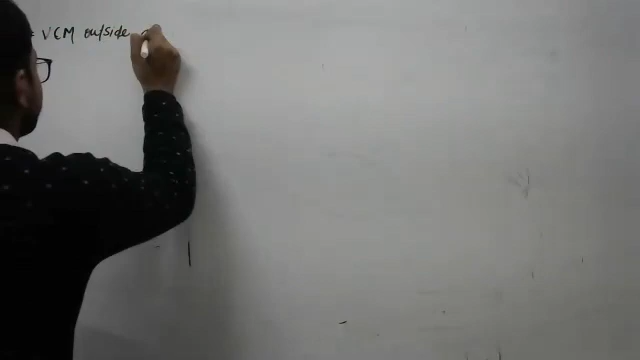 = VCM outside